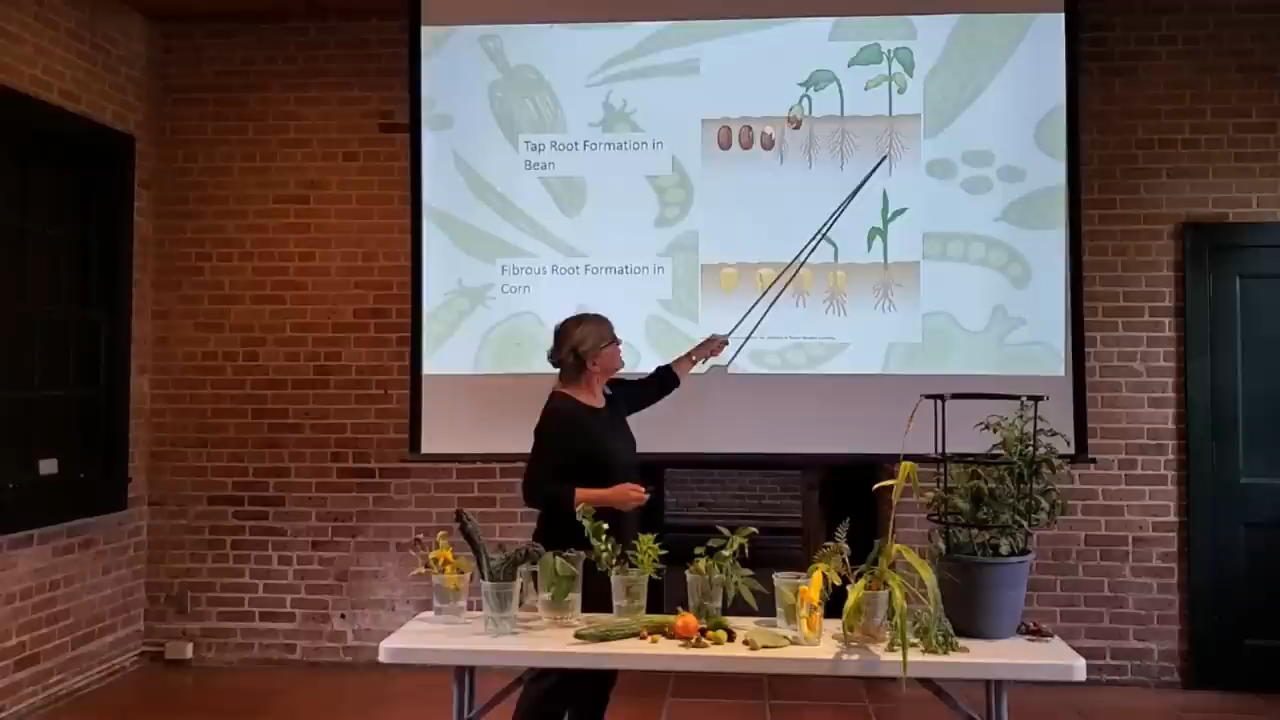 Tap Root Formation in
Bean
Fibrous Root Formation in
Corn